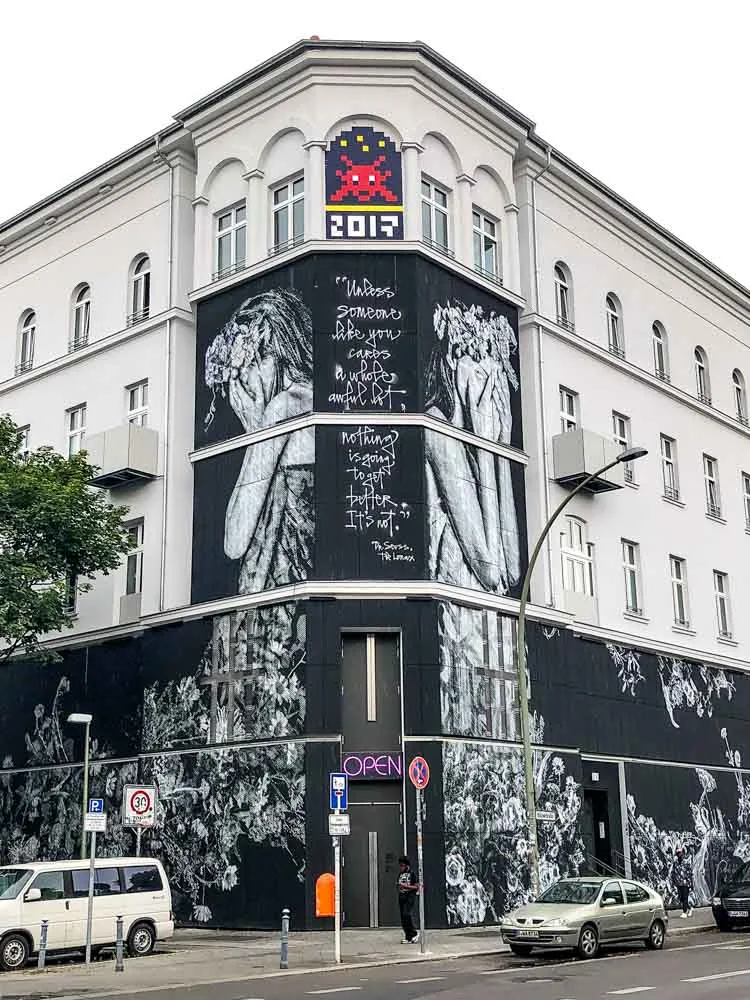 2017
"Unless
someone
like you
cares
a whole
awful lot,
nothing
is going
to get
better
It's not."
Dr. Seuss,
The Lorax
OPEN
P
30
ZONE